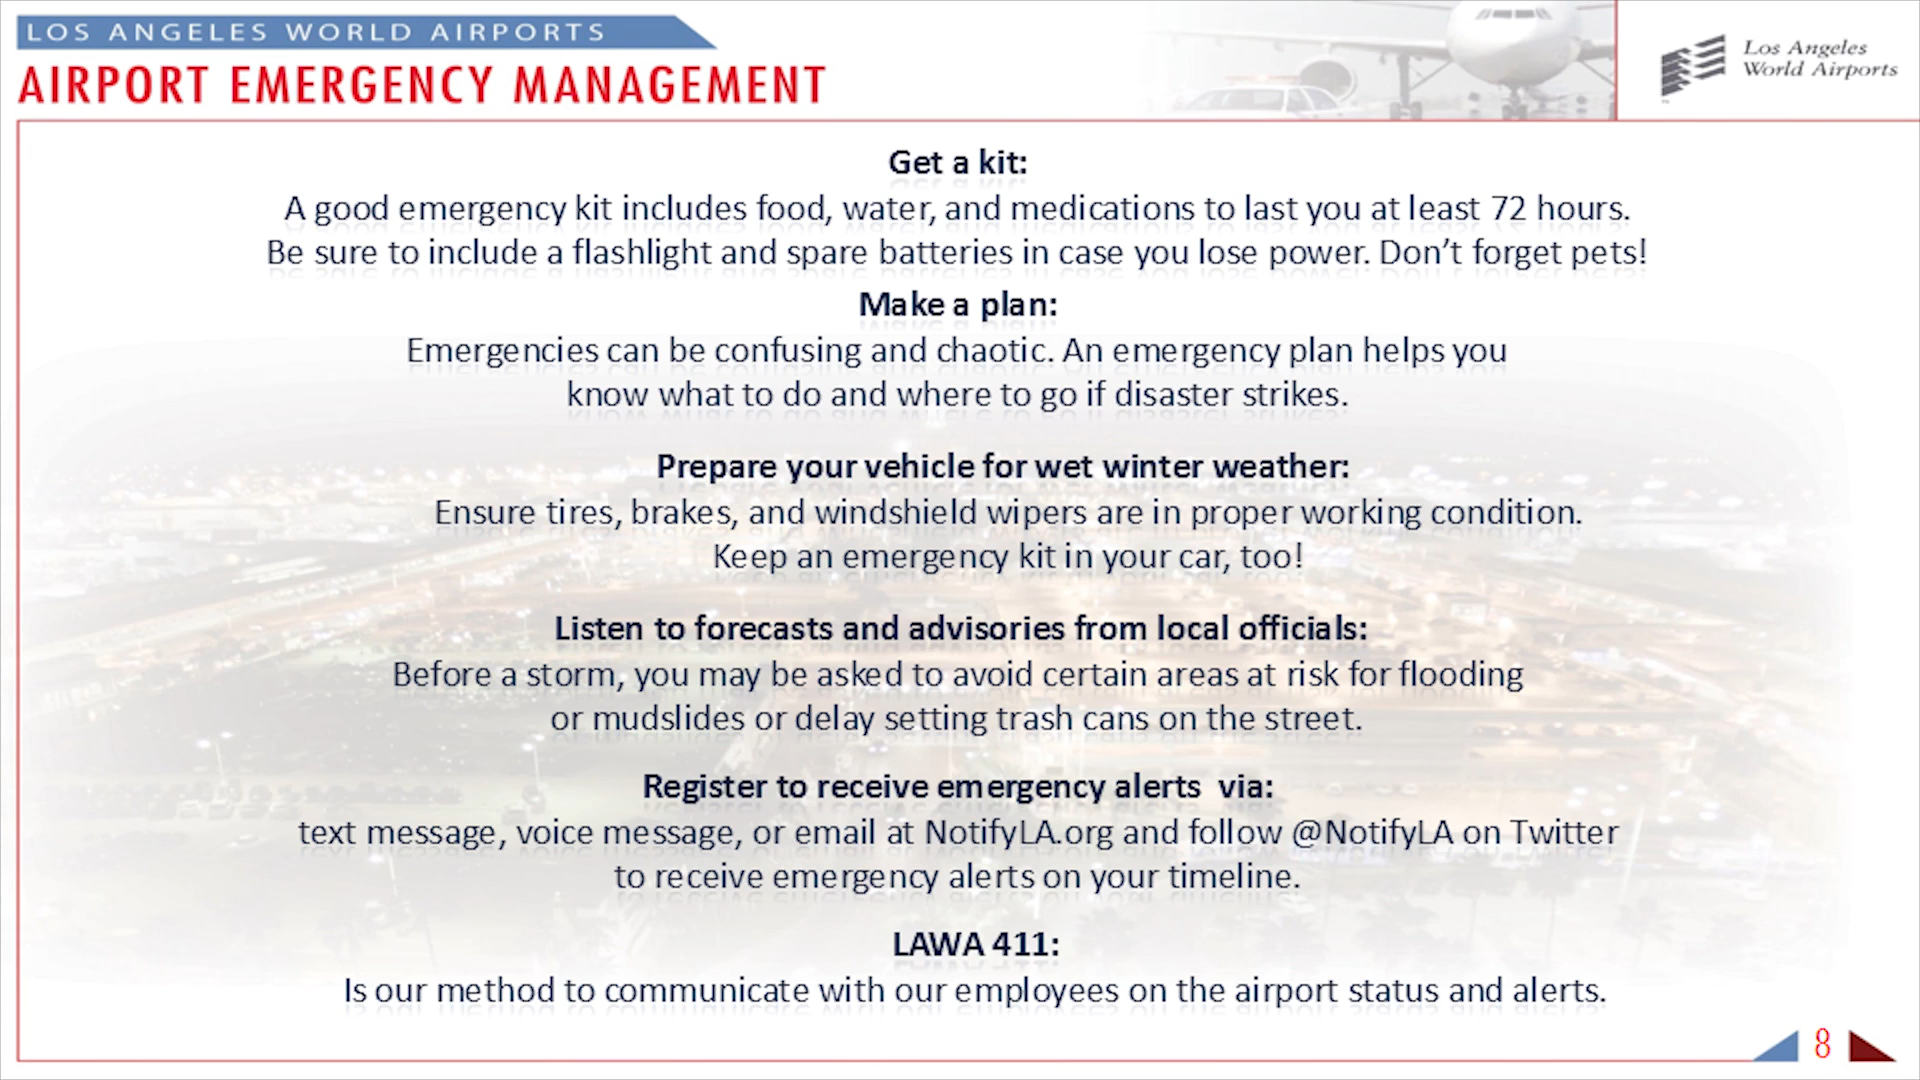 LOS ANGELES WORLD AIRPORTS
AIRPORT EMERGENCY MANAGEMENT
Los Angeles
World Airports
Get a kit:
A good emergency kit includes food, water, and medications to last you at least 72 hours.
Be sure to include a flashlight and spare batteries in case you lose power. Don’t forget pets!
Make a plan:
Emergencies can be confusing and chaotic. An emergency plan helps you
know what to do and where to go if disaster strikes.
Prepare your vehicle for wet winter weather:
Ensure tires, brakes, and windshield wipers are in proper working condition.
Keep an emergency kit in your car, too!
Listen to forecasts and advisories from local officials:
Before a storm, you may be asked to avoid certain areas at risk for flooding
or mudslides or delay setting trash cans on the street.
Register to receive emergency alerts via:
text message, voice message, or email at NotifyLA.org and follow @NotifyLA on Twitter
to receive emergency alerts on your timeline.
LAWA 411:
Is our method to communicate with our employees on the airport status and alerts.
8